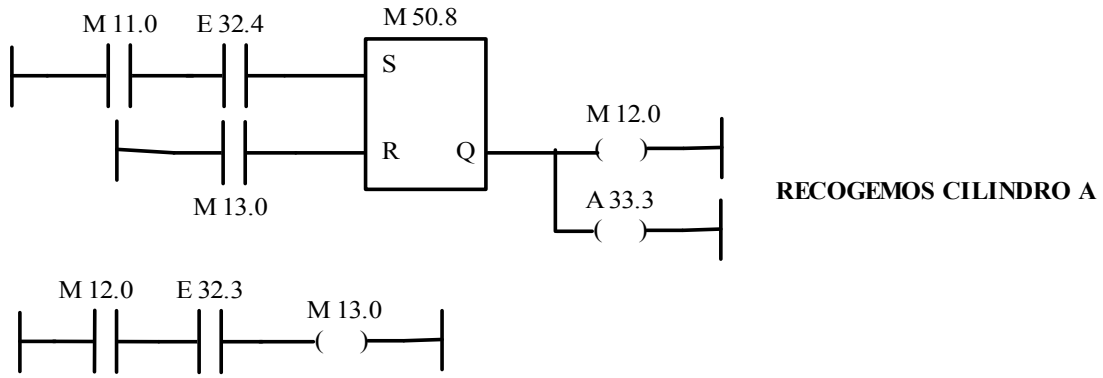 M 50.8
M 11.0 E 32.4
S
R Q
M 12.0
M 13.0
A 33.3
RECOGEMOS CILINDRO A
M 12.0 E 32.3
M 13.0